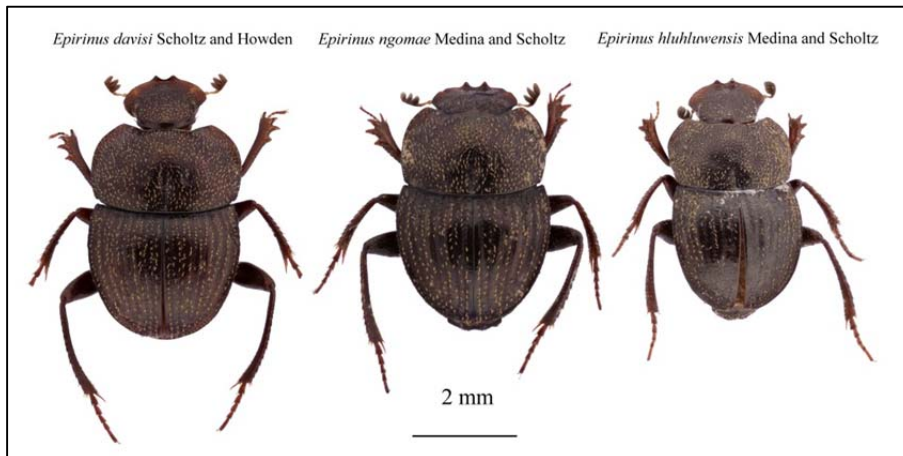 Epirinus davisi Scholtz and Howden
Epirinus ngomae Medina and Scholtz
Epirinus hluhluwensis Medina and Scholtz
2 mm